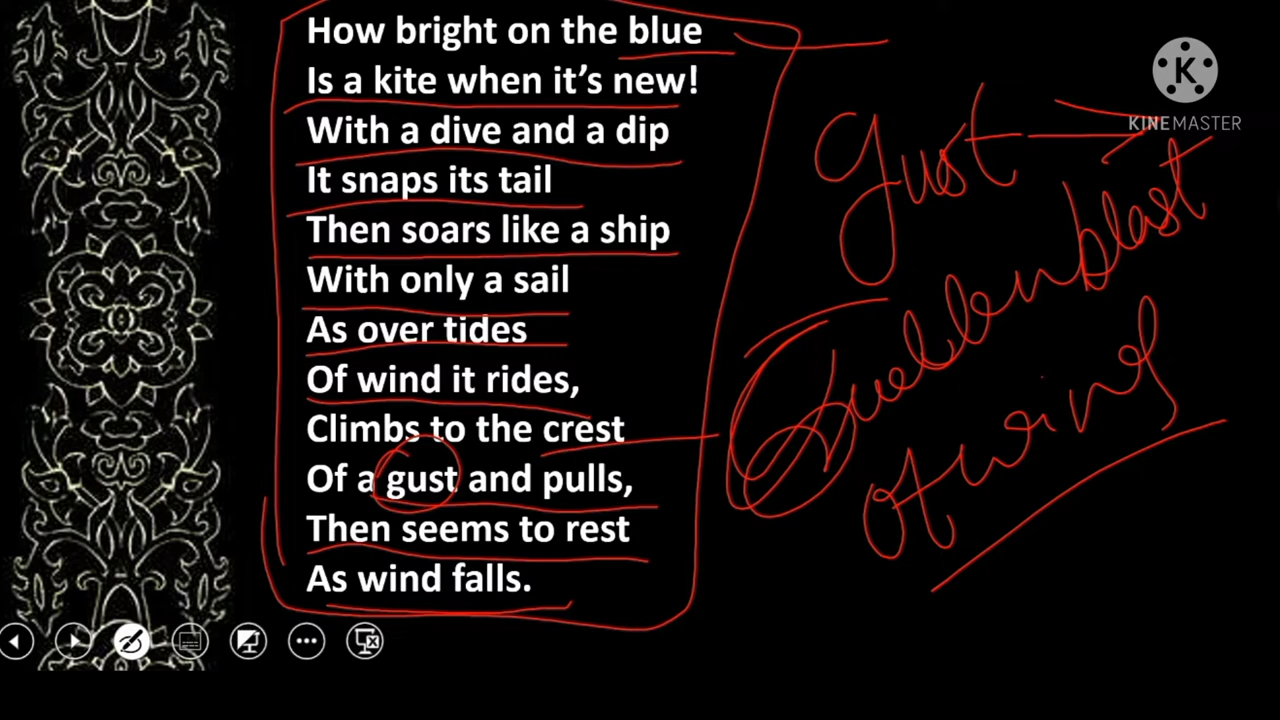 How bright on the blue
Is a kite when it's new!
With a dive and a dip
It snaps its tail
Then soars like a ship
With only a sail
As over tides
Of wind it rides,
Climbs to the crest
Of a gust and pulls,
Then seems to rest
As wind falls.
gust
Sudden blast
of wind
KINEMASTER